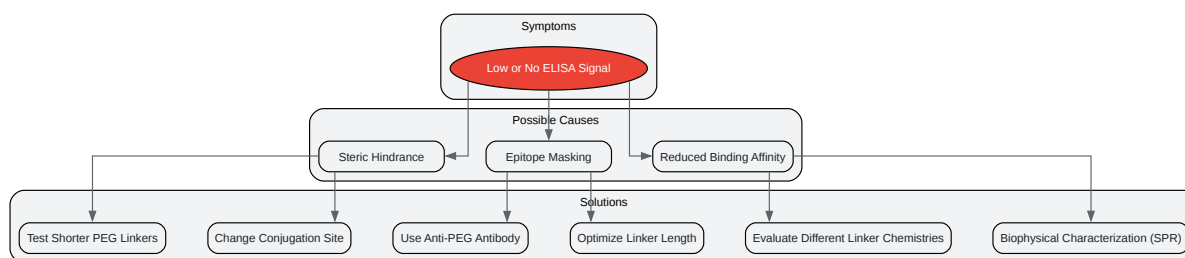 Symptoms
Low or No ELISA Signal
Possible Causes
Steric Hindrance
Epitope Masking
Reduced Binding Affinity
Solutions
Test Shorter PEG Linkers
Change Conjugation Site
Use Anti-PEG Antibody
Optimize Linker Length
Evaluate Different Linker Chemistries
Biophysical Characterization (SPR)